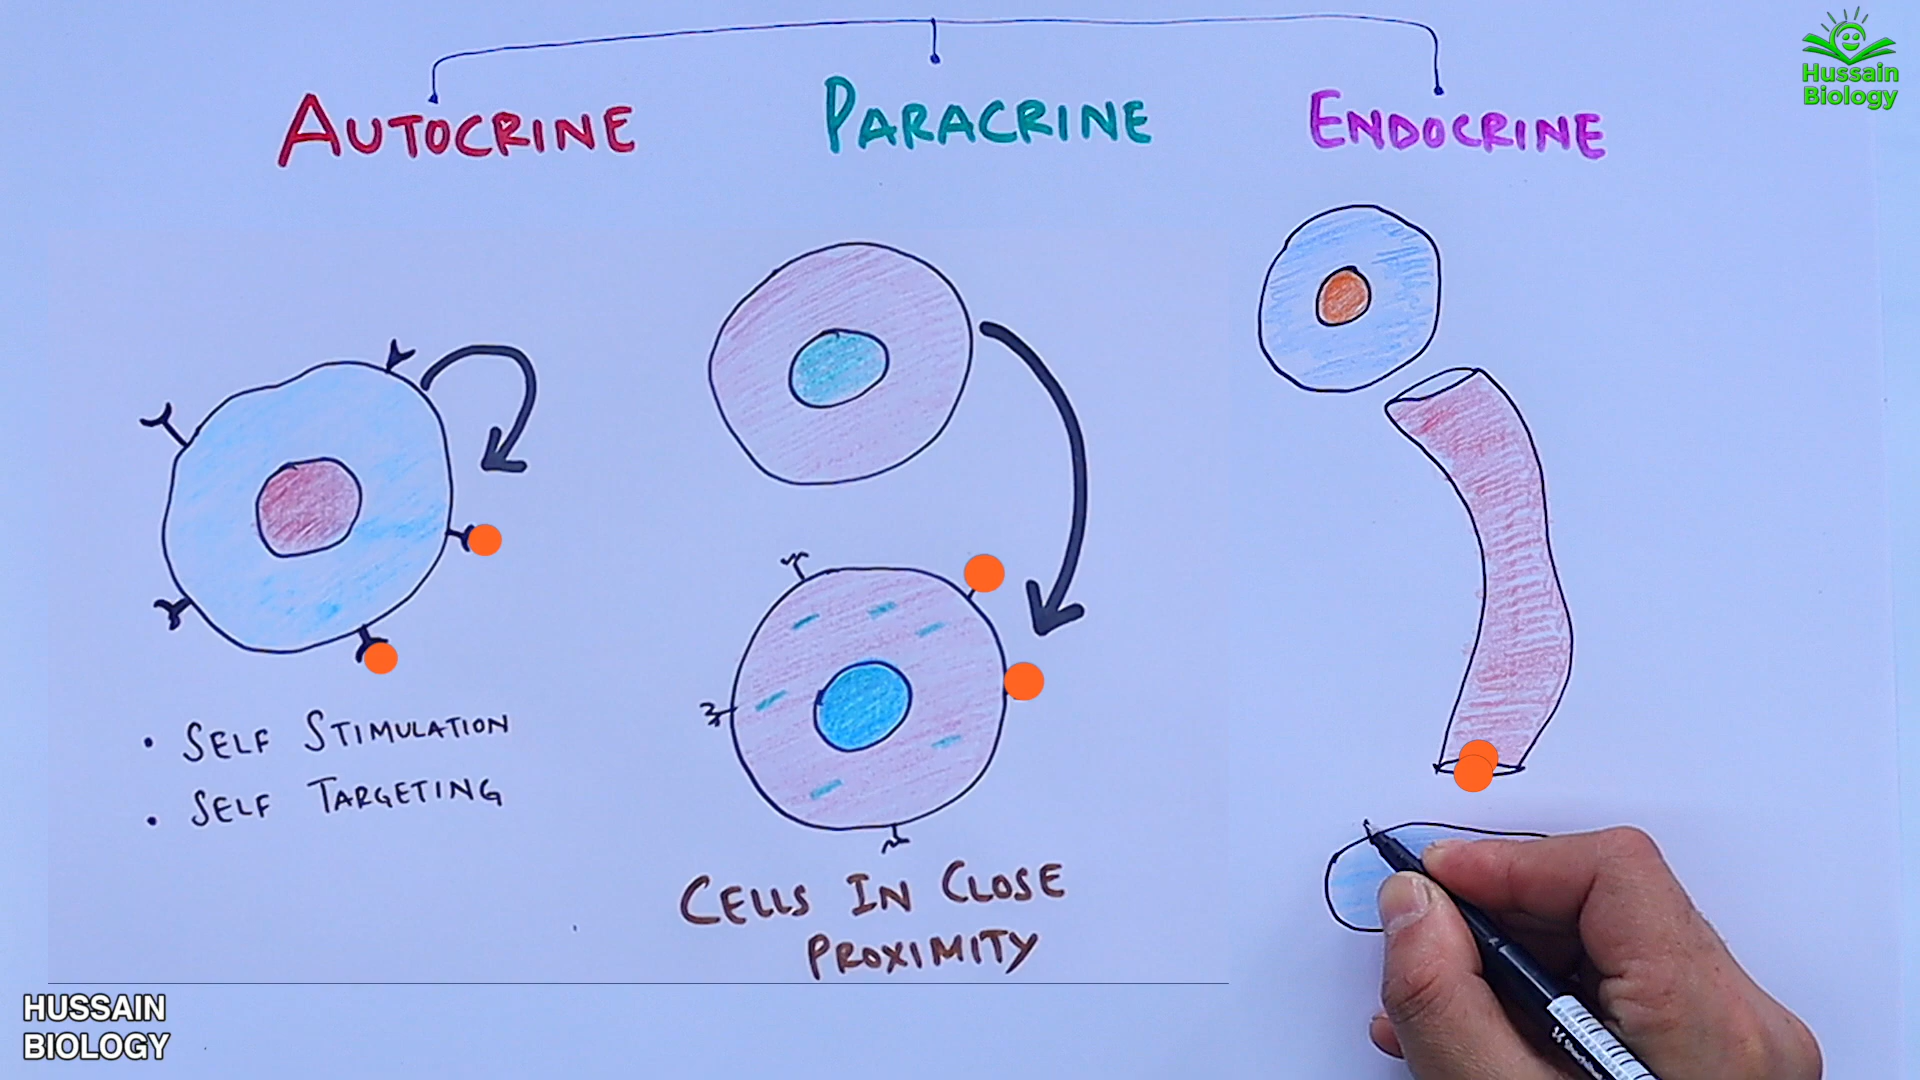 AUTOCRINE
PARACRINE
ENDOCRINE
Hussain
Biology
• SELF STIMULATION
• SELF TARGETING
CELLS IN CLOSE
PROXIMITY
HUSSAIN
BIOLOGY